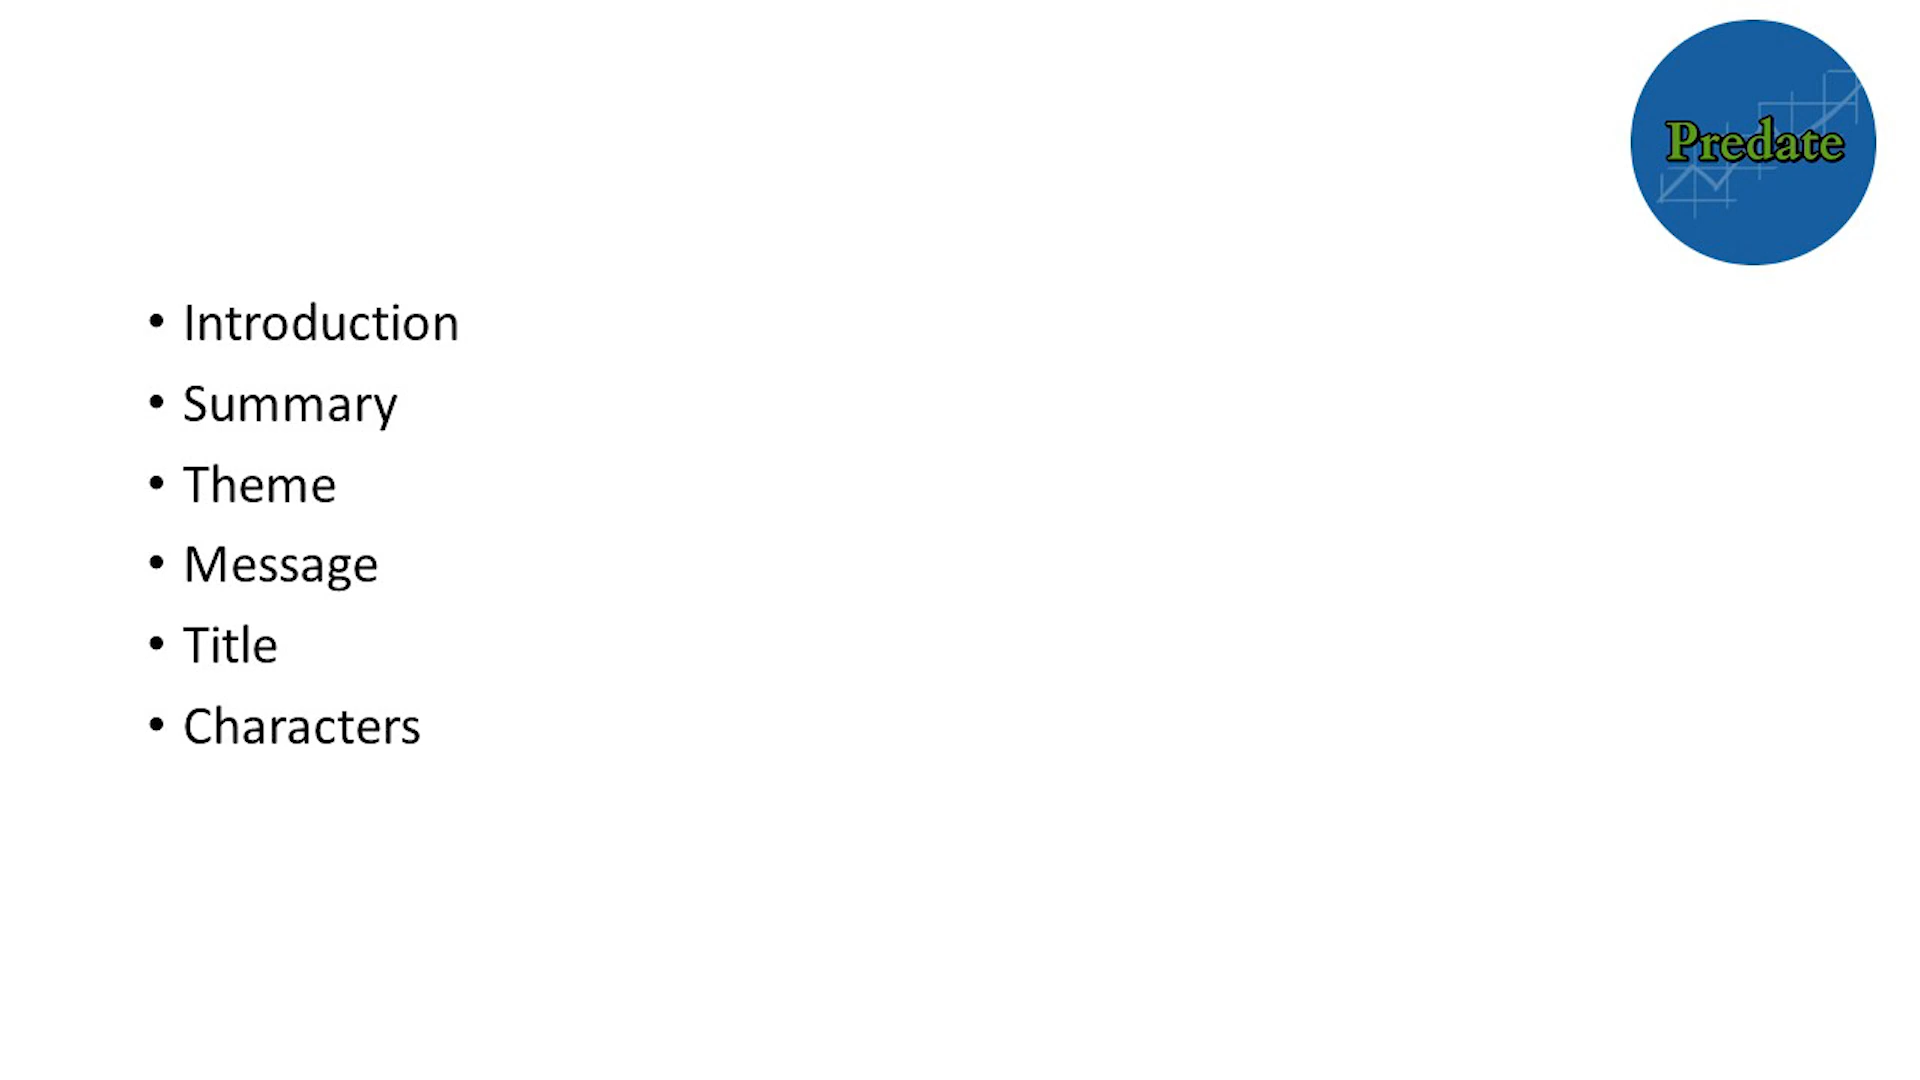 Predate
• Introduction
• Summary
• Theme
• Message
• Title
• Characters